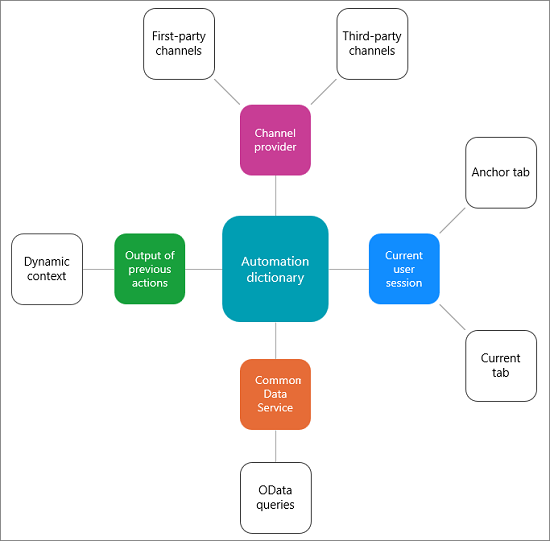 First-party
channels
Third-party
channels
Channel
provider
Anchor tab
Dynamic
context
Output of
previous
actions
Automation
dictionary
Current
user
session
Current
tab
Common
Data
Service
OData
queries